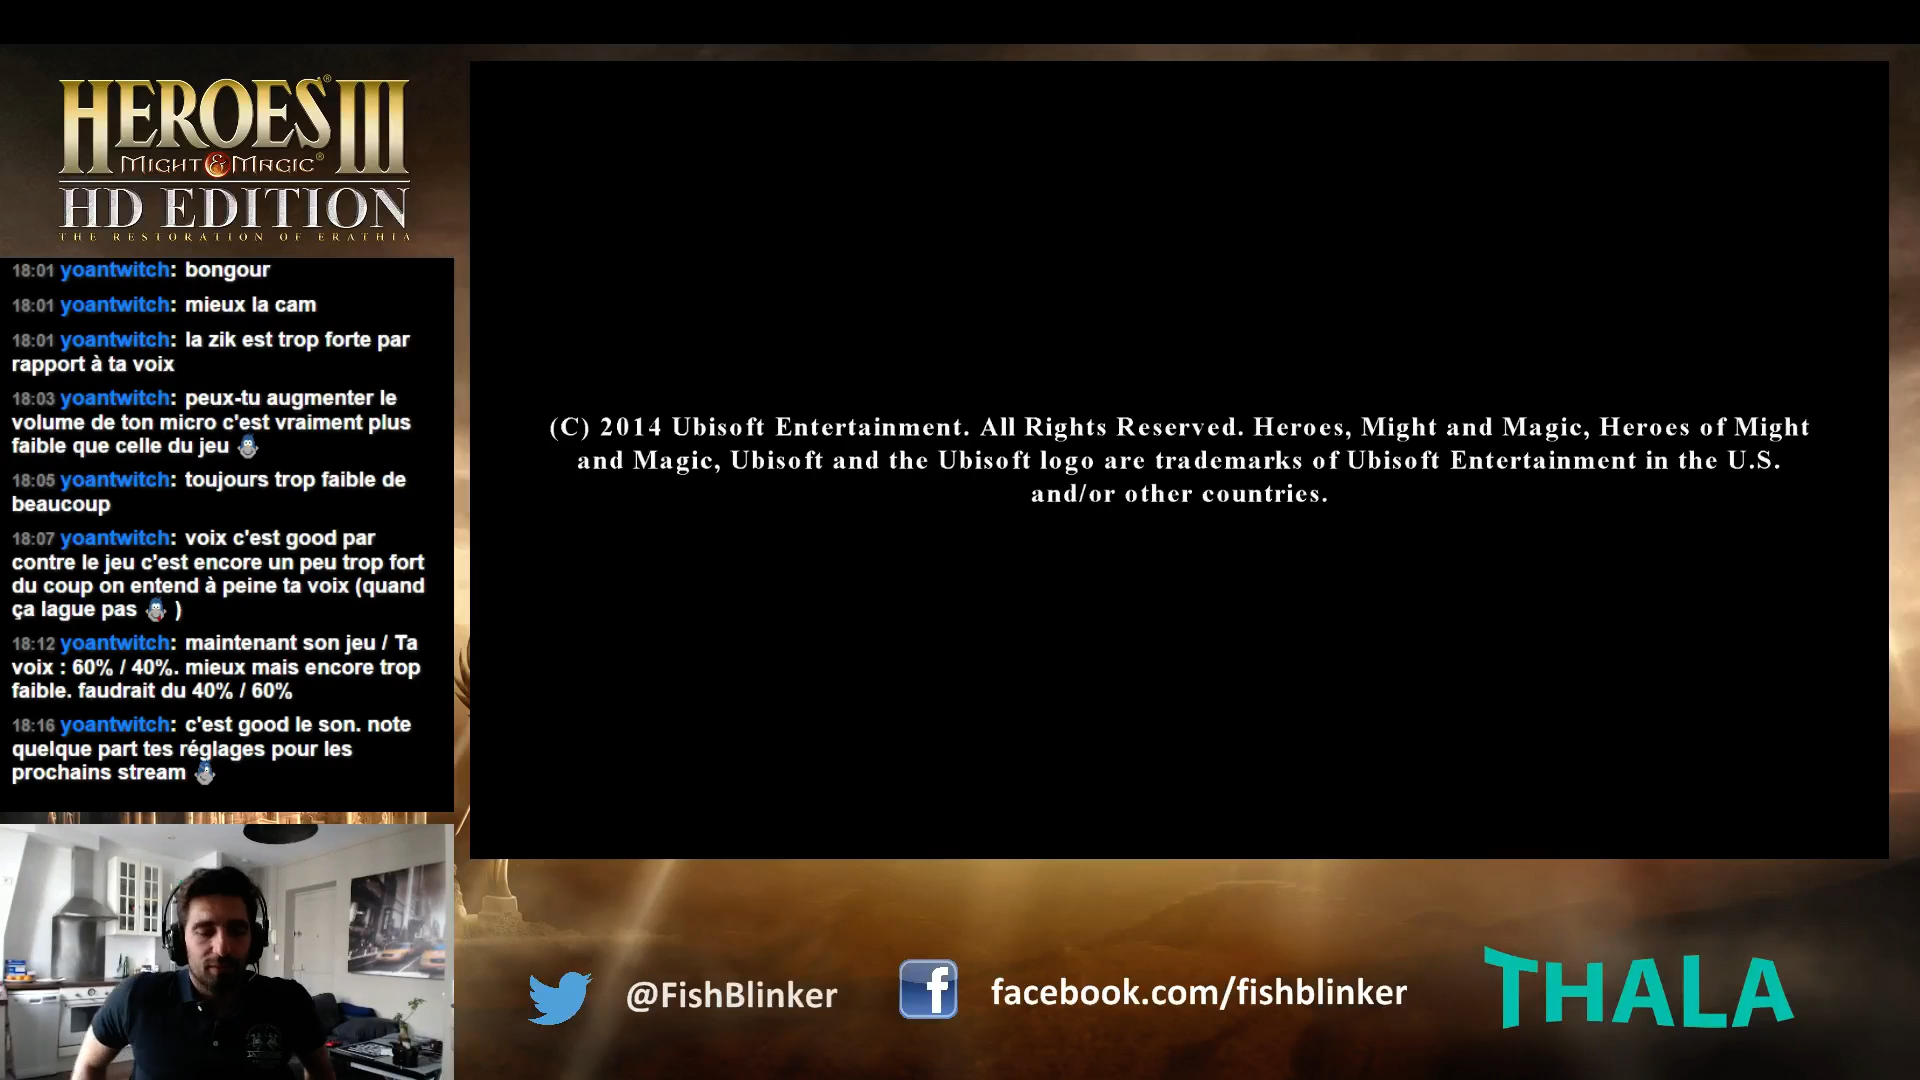 HEROES III
MIGHT & MAGIC
HD EDITION
THE RESTORATION OF ERATHIA
18:01 yoantwitch: bongour
18:01 yoantwitch: mieux la cam
18:01 yoantwitch: la zik est trop forte par
rapport à ta voix
18:03 yoantwitch: peux-tu augmenter le
volume de ton micro c'est vraiment plus
faible que celle du jeu
18:05 yoantwitch: toujours trop faible de
beaucoup
18:07 yoantwitch: voix c'est good par
contre le jeu c'est encore un peu trop fort
du coup on entend à peine ta voix (quand
ça lague pas )
18:12 yoantwitch: maintenant son jeu / Ta
voix : 60% / 40%. mieux mais encore trop
faible. faudrait du 40% / 60%
18:16 yoantwitch: c'est good le son. note
quelque part tes réglages pour les
prochains stream
(C) 2014 Ubisoft Entertainment. All Rights Reserved. Heroes, Might and Magic, Heroes of Might
and Magic, Ubisoft and the Ubisoft logo are trademarks of Ubisoft Entertainment in the U.S.
and/or other countries.
@FishBlinker
facebook.com/fishblinker
THALA